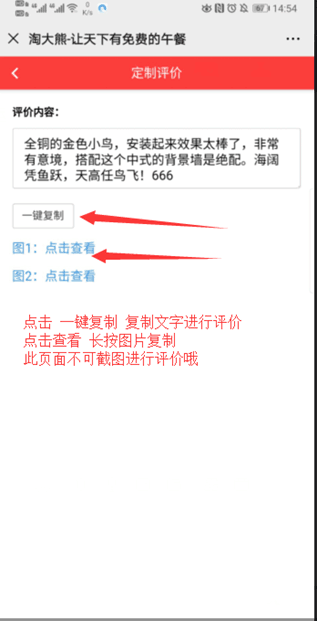 0
K/s
67
14:54
淘大熊-让天下有免费的午餐
定制评价
评价内容：
全铜的金色小鸟，安装起来效果太棒了，非常
有意境，搭配这个中式的背景墙是绝配。海阔
凭鱼跃，天高任鸟飞！666
一键复制
图1：点击查看
图2：点击查看
点击 一键复制 复制文字进行评价
点击查看 长按图片复制
此页面不可截图进行评价哦